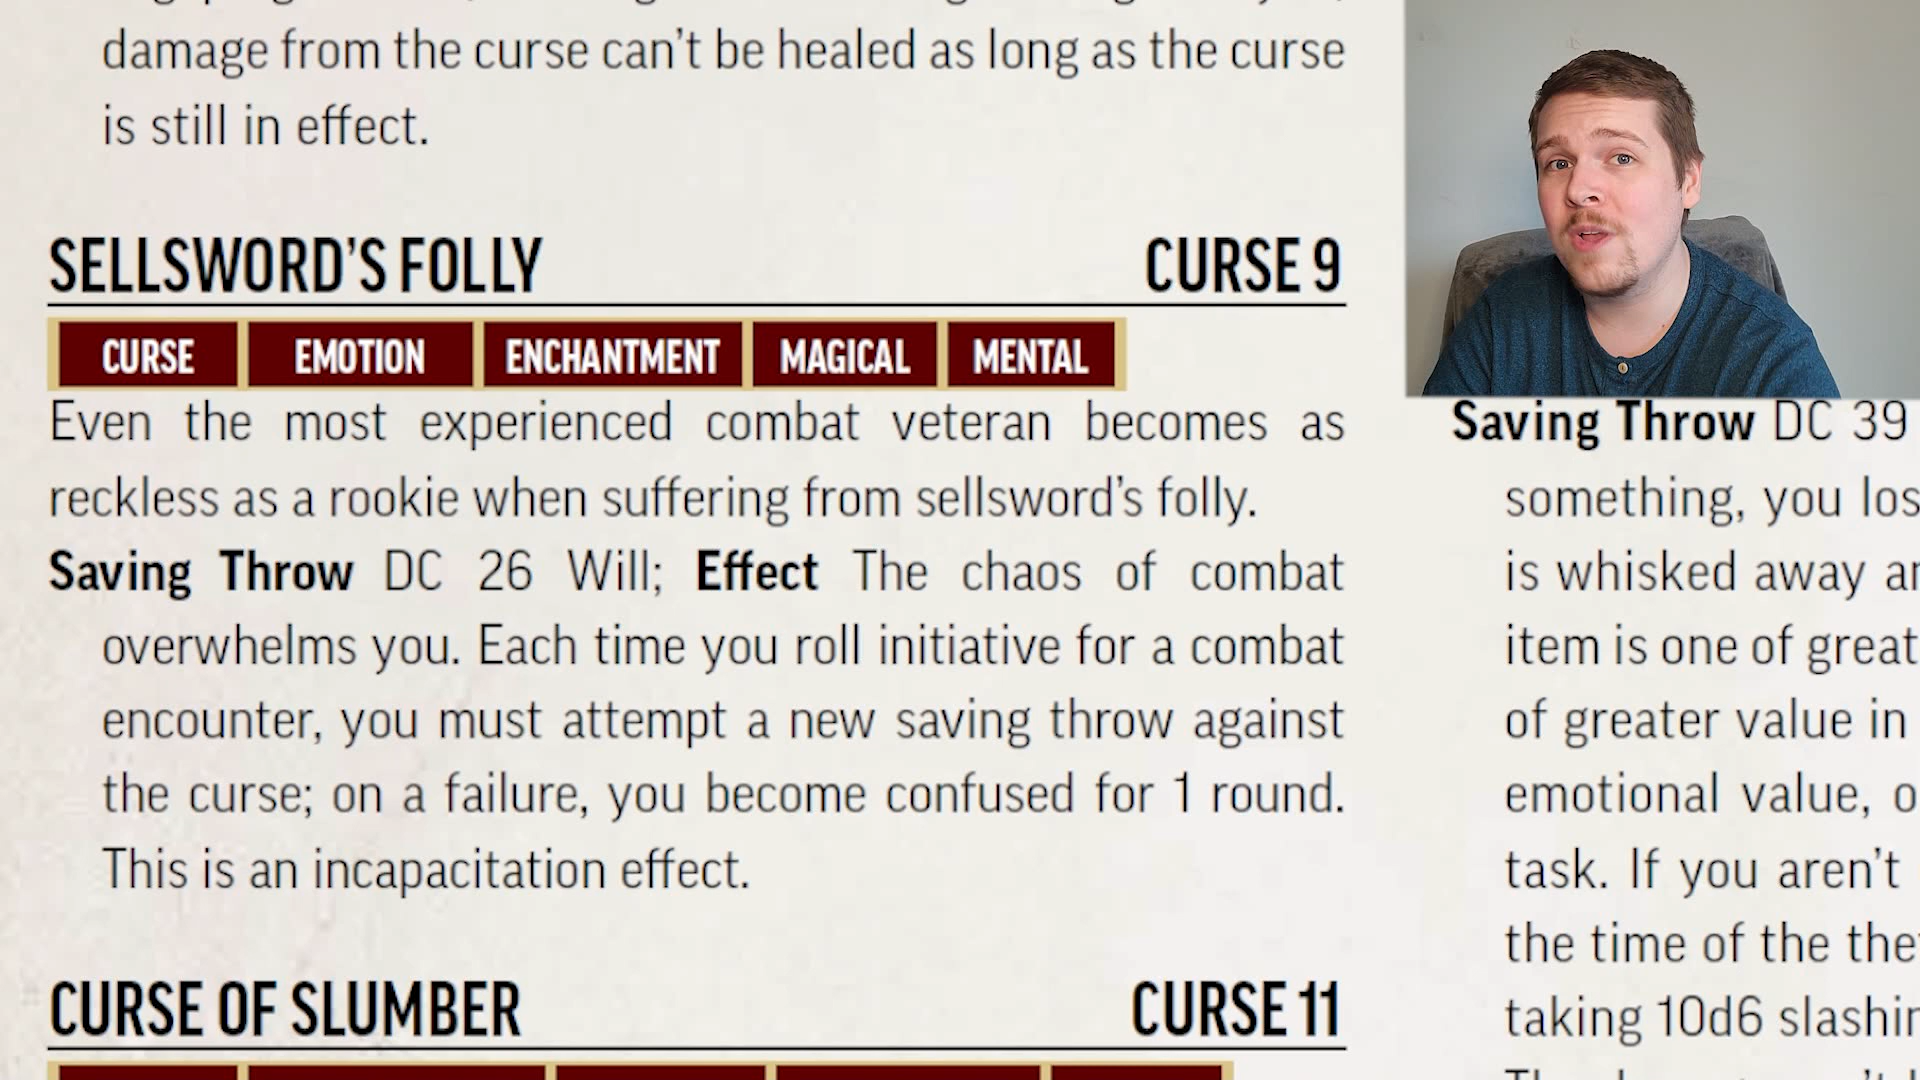 damage from the curse can't be healed as long as the curse
is still in effect.
SELLSWORD'S FOLLY CURSE 9
CURSE EMOTION ENCHANTMENT MAGICAL MENTAL
Even the most experienced combat veteran becomes as
reckless as a rookie when suffering from sellsword's folly.
Saving Throw DC 26 Will; Effect The chaos of combat
overwhelms you. Each time you roll initiative for a combat
encounter, you must attempt a new saving throw against
the curse; on a failure, you become confused for 1 round.
This is an incapacitation effect.
CURSE OF SLUMBER CURSE 11
Saving Throw DC 39
something, you los
is whisked away an
item is one of great
of greater value in
emotional value, o
task. If you aren't
the time of the the
taking 10d6 slashin